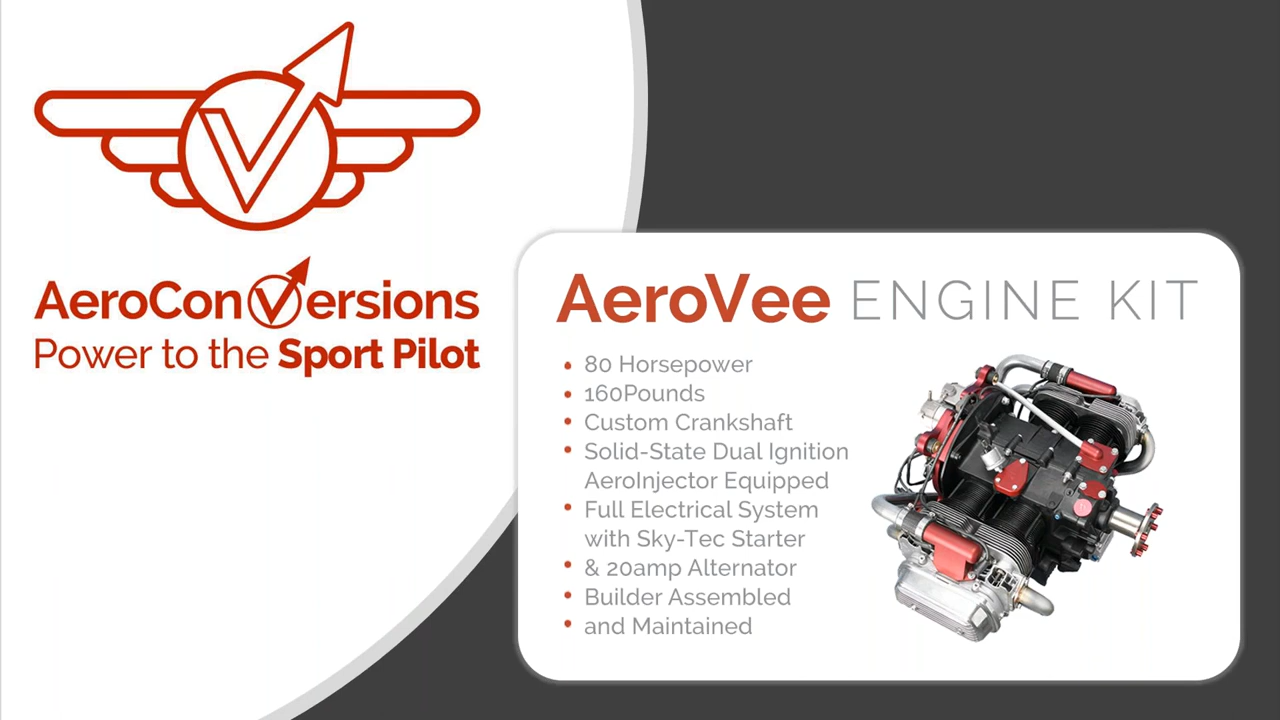 AeroConVersions
Power to the Sport Pilot
AeroVee ENGINE KIT
80 Horsepower
160Pounds
Custom Crankshaft
Solid-State Dual Ignition
AeroInjector Equipped
Full Electrical System
with Sky-Tec Starter
& 20amp Alternator
Builder Assembled
and Maintained